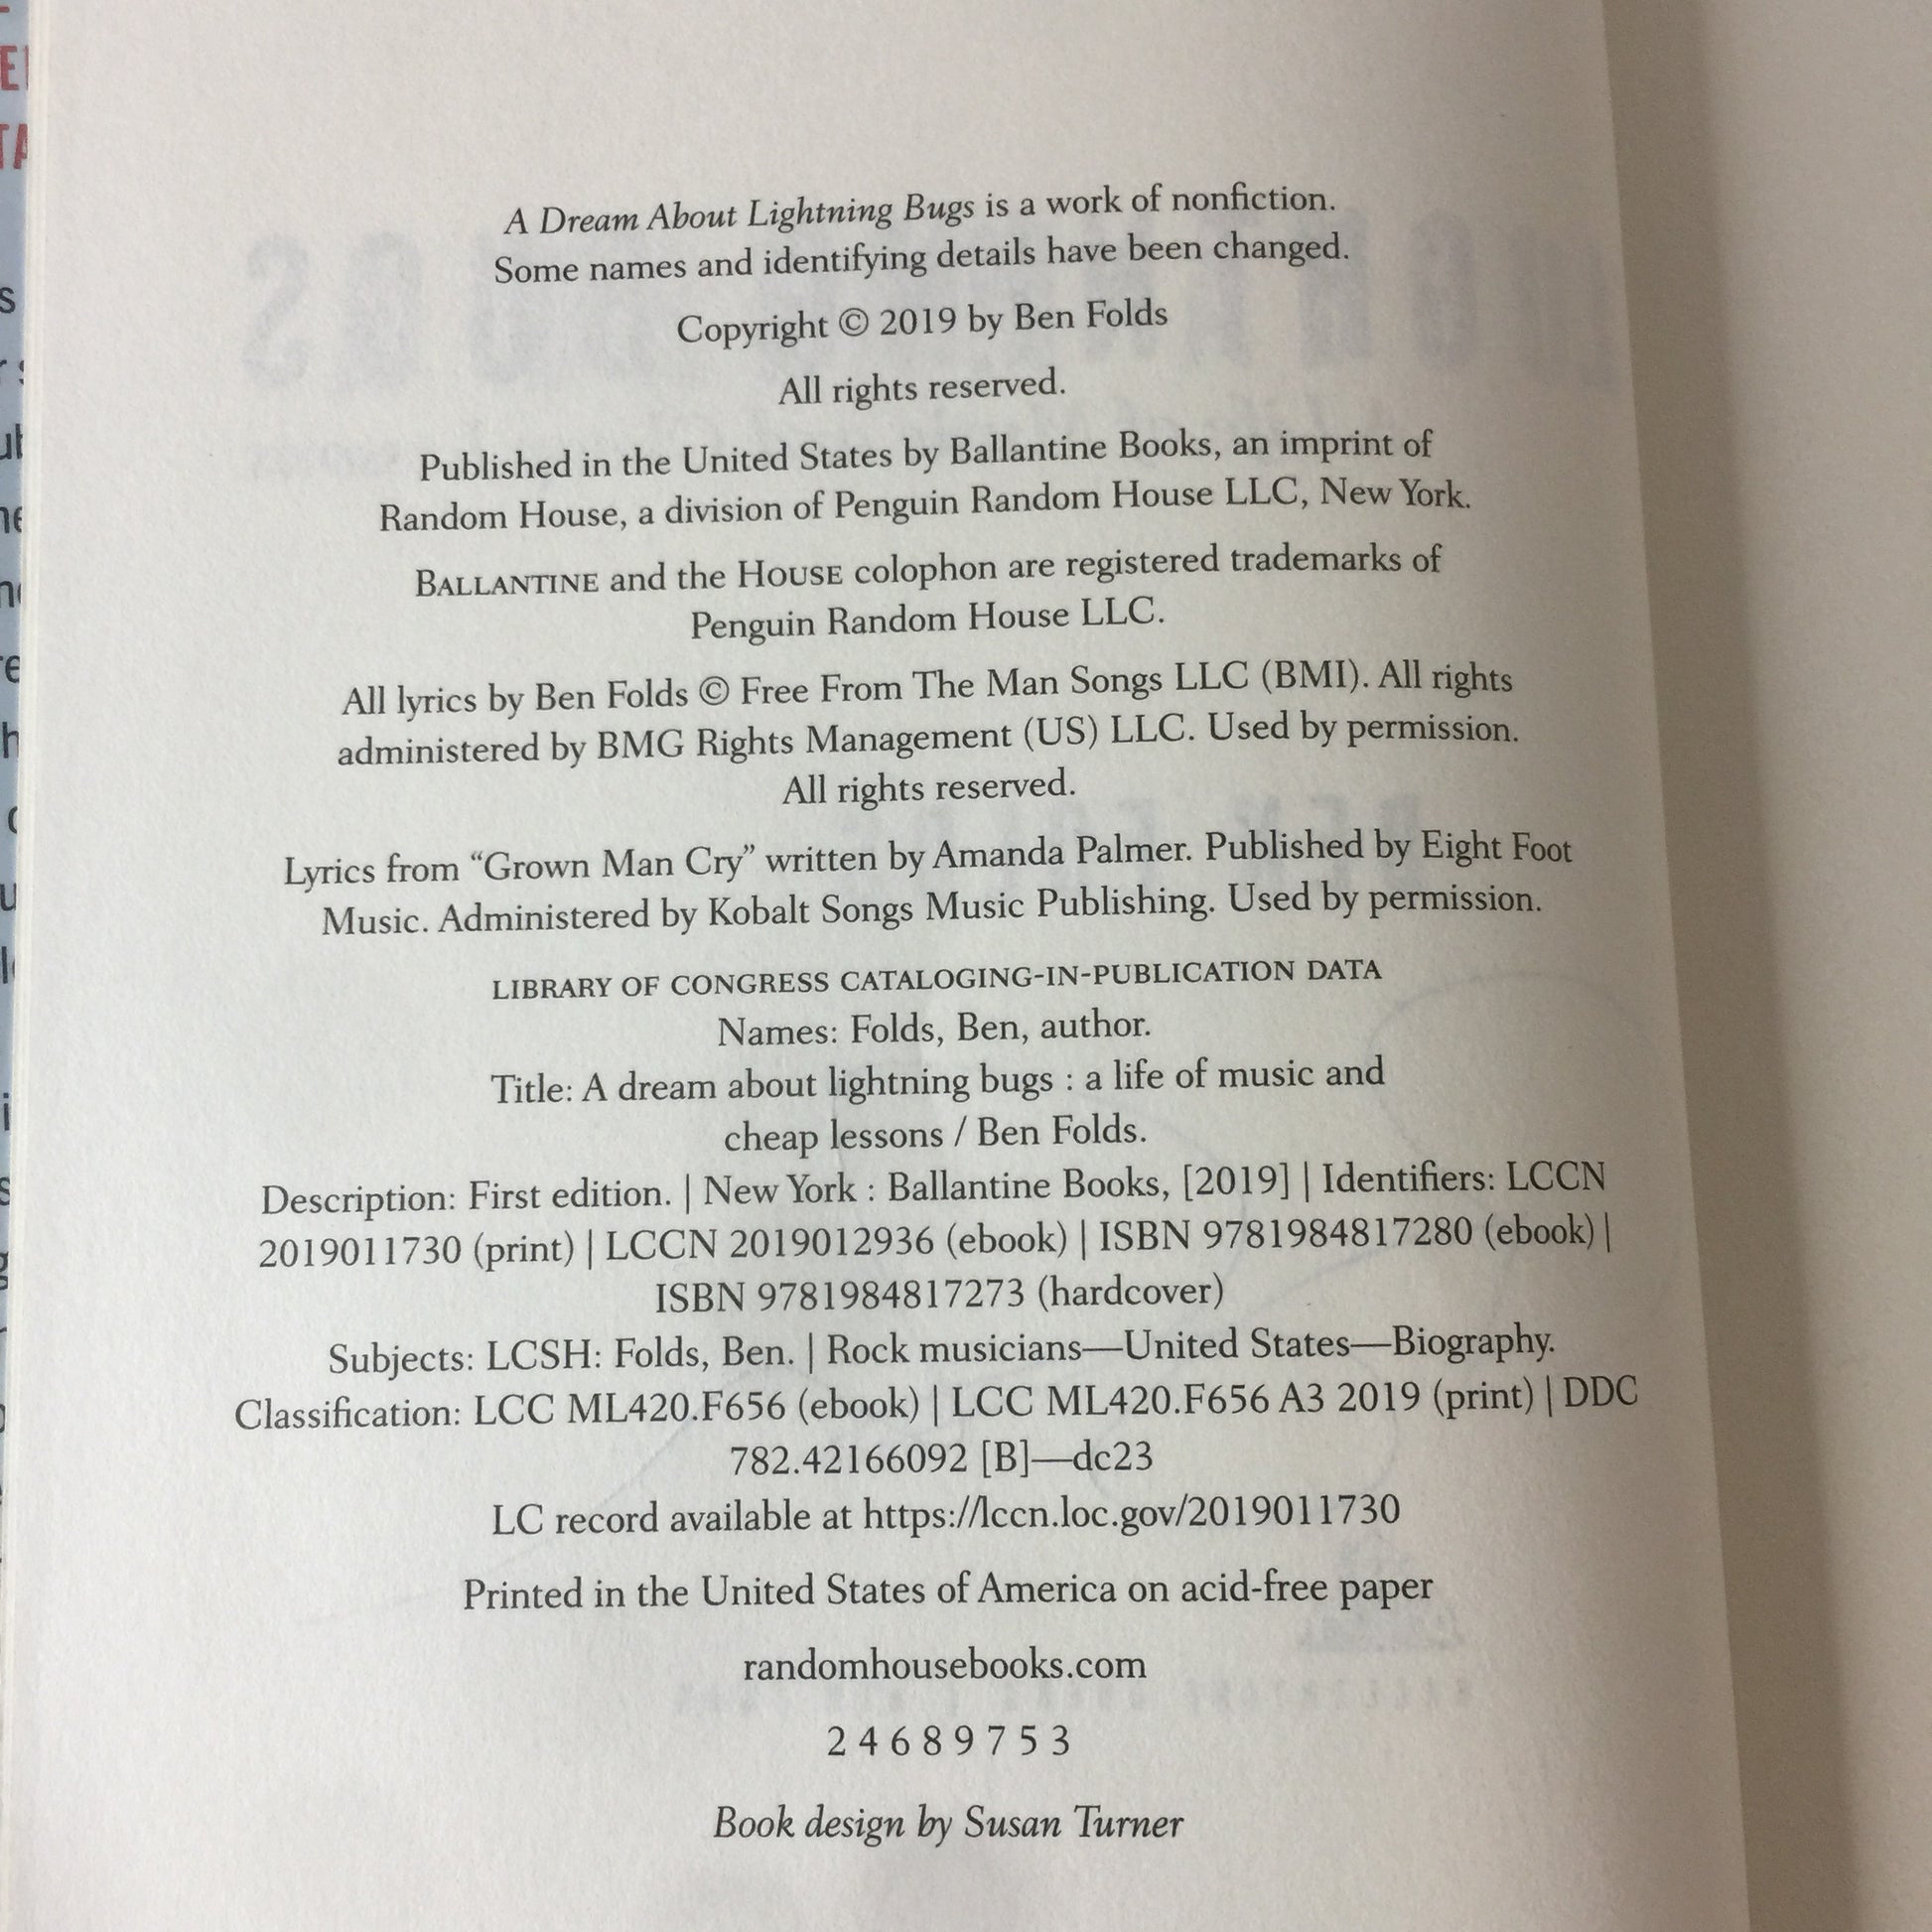 A Dream About Lightning Bugs is a work of nonfiction.
Some names and identifying details have been changed.
Copyright © 2019 by Ben Folds
All rights reserved.
Published in the United States by Ballantine Books, an imprint of
Random House, a division of Penguin Random House LLC, New York.
BALLANTINE and the HOUSE colophon are registered trademarks of
Penguin Random House LLC.
All lyrics by Ben Folds © Free From The Man Songs LLC (BMI). All rights
administered by BMG Rights Management (US) LLC. Used by permission.
All rights reserved.
Lyrics from “Grown Man Cry” written by Amanda Palmer. Published by Eight Foot
Music. Administered by Kobalt Songs Music Publishing. Used by permission.
LIBRARY OF CONGRESS CATALOGING-IN-PUBLICATION DATA
Names: Folds, Ben, author.
Title: A dream about lightning bugs : a life of music and
cheap lessons / Ben Folds.
Description: First edition. | New York : Ballantine Books, [2019] | Identifiers: LCCN
2019011730 (print) | LCCN 2019012936 (ebook) | ISBN 9781984817280 (ebook) |
ISBN 9781984817273 (hardcover)
Subjects: LCSH: Folds, Ben. | Rock musicians—United States—Biography.
Classification: LCC ML420.F656 (ebook) | LCC ML420.F656 A3 2019 (print) | DDC
782.42166092 [B]—dc23
LC record available at https://lccn.loc.gov/2019011730
Printed in the United States of America on acid-free paper
randomhousebooks.com
2 4 6 8 9 7 5 3
Book design by Susan Turner